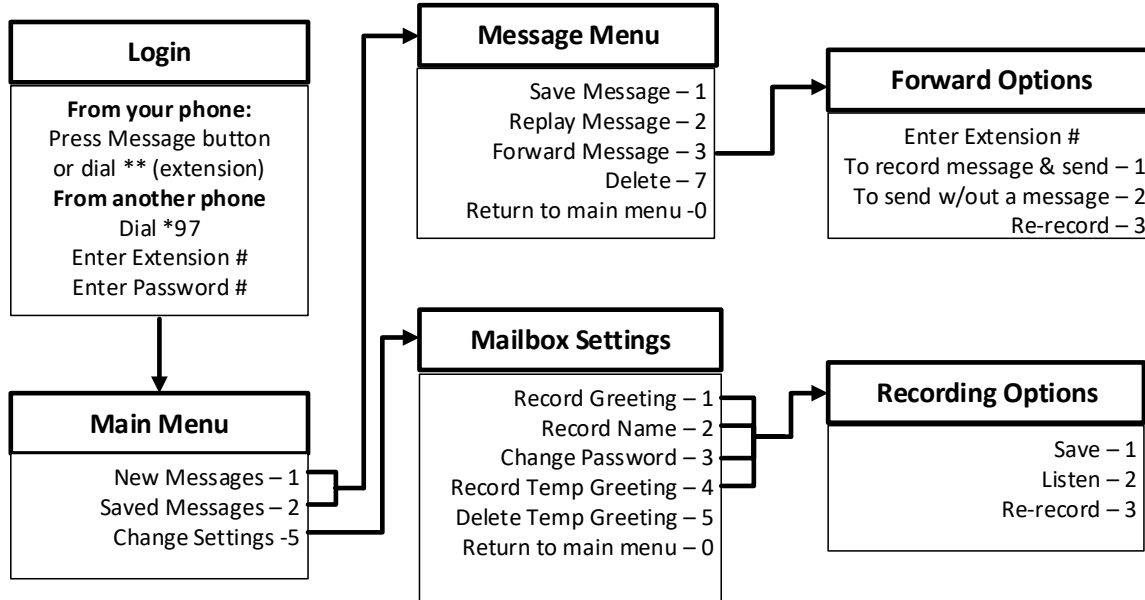 Login
From your phone:
Press Message button
or dial ** (extension)
From another phone
Dial *97
Enter Extension #
Enter Password #
Main Menu
New Messages – 1
Saved Messages – 2
Change Settings -5
Message Menu
Save Message – 1
Replay Message – 2
Forward Message – 3
Delete – 7
Return to main menu -0
Forward Options
Enter Extension #
To record message & send – 1
To send w/out a message – 2
Re-record – 3
Mailbox Settings
Record Greeting – 1
Record Name – 2
Change Password – 3
Record Temp Greeting – 4
Delete Temp Greeting – 5
Return to main menu – 0
Recording Options
Save – 1
Listen – 2
Re-record – 3